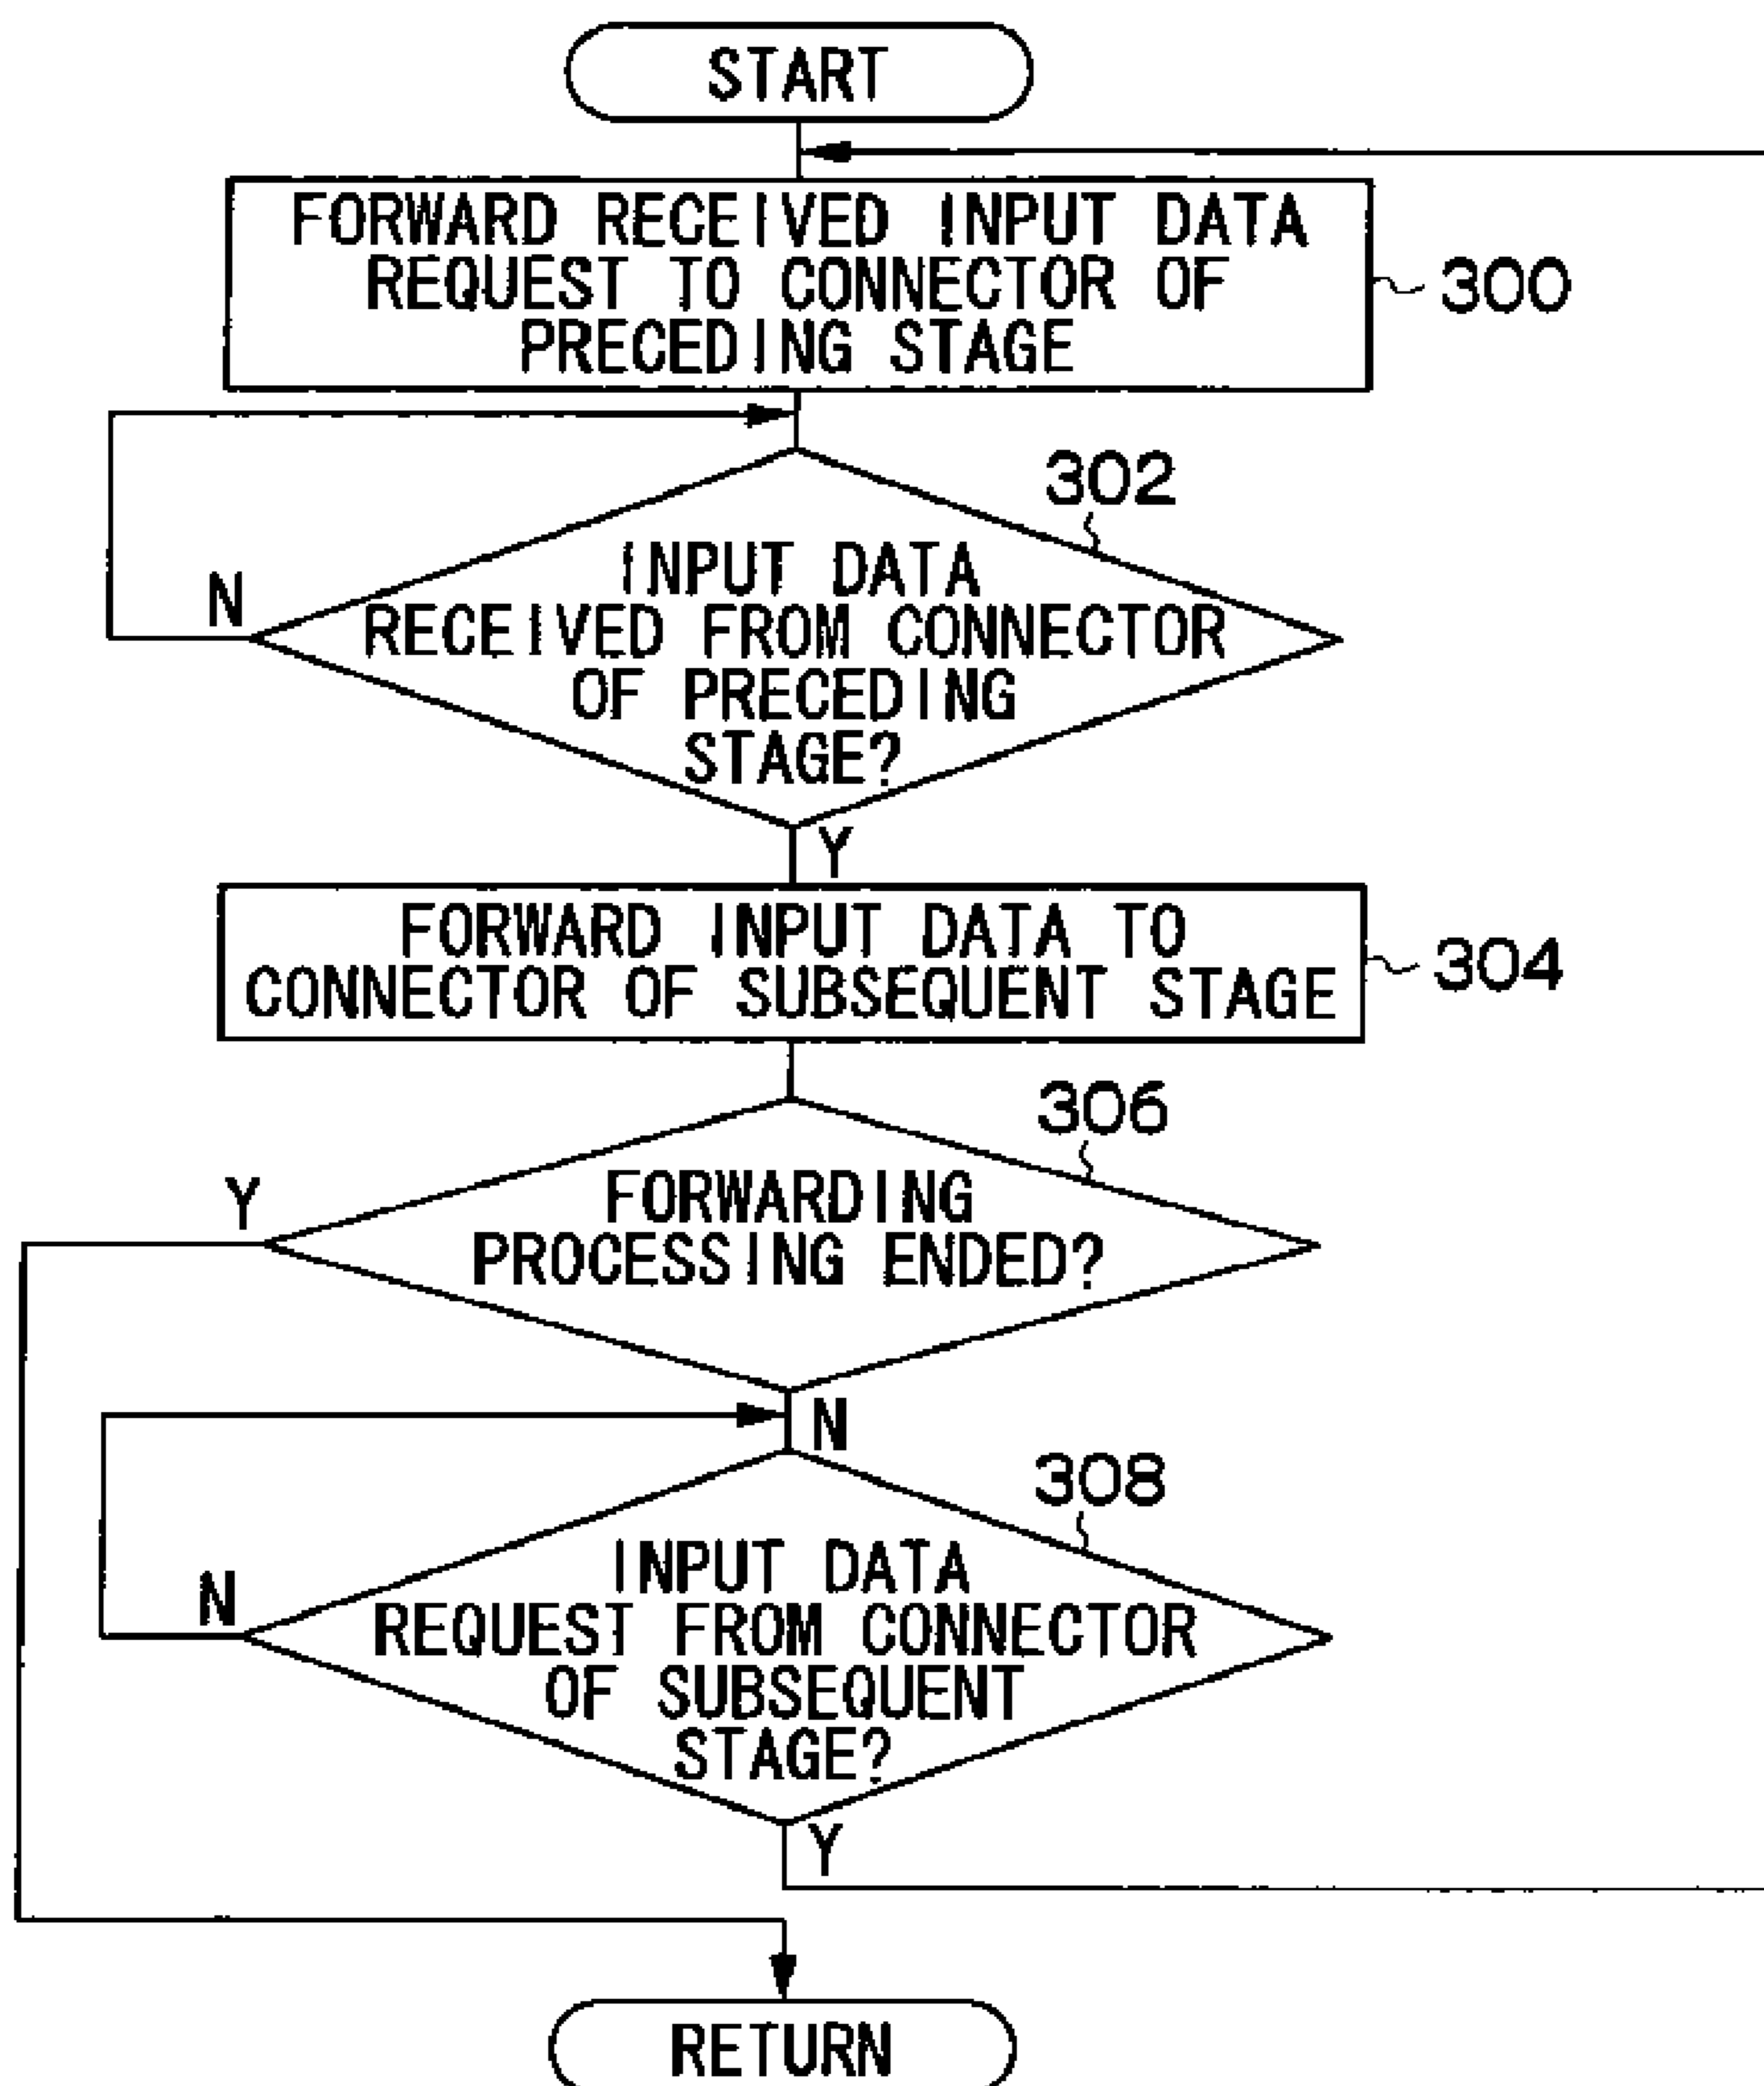 START
FORWARD RECEIVED INPUT DATA
REQUEST TO CONNECTOR OF
PRECEDING STAGE
300
302
INPUT DATA
RECEIVED FROM CONNECTOR
OF PRECEDING
STAGE?
N
Y
FORWARD INPUT DATA TO
CONNECTOR OF SUBSEQUENT STAGE
304
306
FORWARDING
PROCESSING ENDED?
Y
N
308
INPUT DATA
REQUEST FROM CONNECTOR
OF SUBSEQUENT
STAGE?
N
Y
RETURN